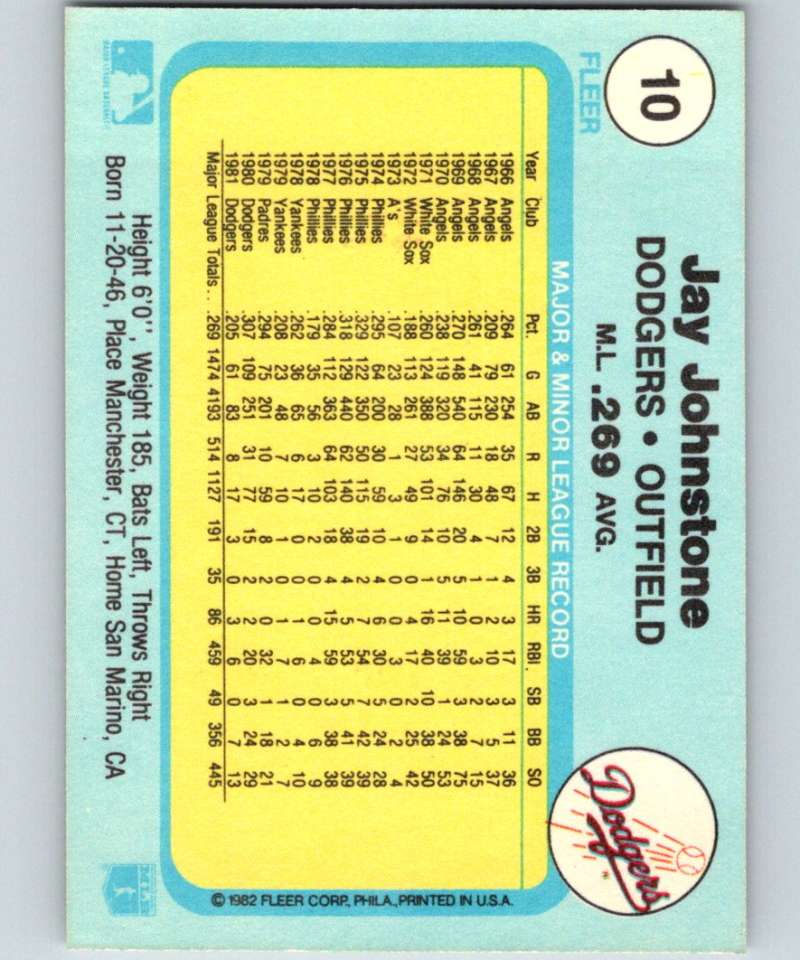 10
FLEER
Jay Johnstone
DODGERS • OUTFIELD
M.L. .269 AVG.
Dodgers
MAJOR & MINOR LEAGUE RECORD
Year Club Pct. G AB R H 2B 3B HR RBI. SB BB SO
1966 Angels .264 61 254 35 67 12 4 3 17 3 11 36
1967 Angels .209 79 230 18 48 7 1 2 10 3 5 37
1968 Angels .261 41 115 11 30 4 1 0 3 2 7 15
1969 Angels .270 148 540 64 146 20 5 10 59 3 38 75
1970 Angels .238 119 320 34 76 10 5 11 39 1 24 53
1971 White Sox .260 124 388 53 101 14 1 16 40 10 38 50
1972 White Sox .188 113 261 27 49 9 0 4 17 2 25 42
1973 A's .107 23 28 1 3 1 0 0 3 0 2 4
1974 Phillies .295 64 200 30 59 10 4 6 30 5 24 28
1975 Phillies .329 122 350 50 115 19 2 7 54 7 42 39
1976 Phillies .318 129 440 62 140 38 4 5 53 5 41 39
1977 Phillies .284 112 363 64 103 18 4 15 59 3 38 38
1978 Phillies .179 35 56 3 10 2 0 0 4 0 6 9
1978 Yankees .262 36 65 6 17 0 0 1 6 0 4 10
1979 Yankees .208 23 48 7 10 1 0 1 7 1 2 4
1979 Padres .294 75 201 10 59 8 2 0 32 1 18 21
1980 Dodgers .307 109 251 31 77 15 2 2 20 3 24 29
1981 Dodgers .205 61 83 8 17 3 0 3 6 0 7 13
Major League Totals . . . .269 1474 4193 514 1127 191 35 86 459 49 356 445
© 1982 FLEER CORP., PHILA., PRINTED IN U.S.A.
Height 6'0'', Weight 185, Bats Left, Throws Right
Born 11-20-46, Place Manchester, CT, Home San Marino, CA